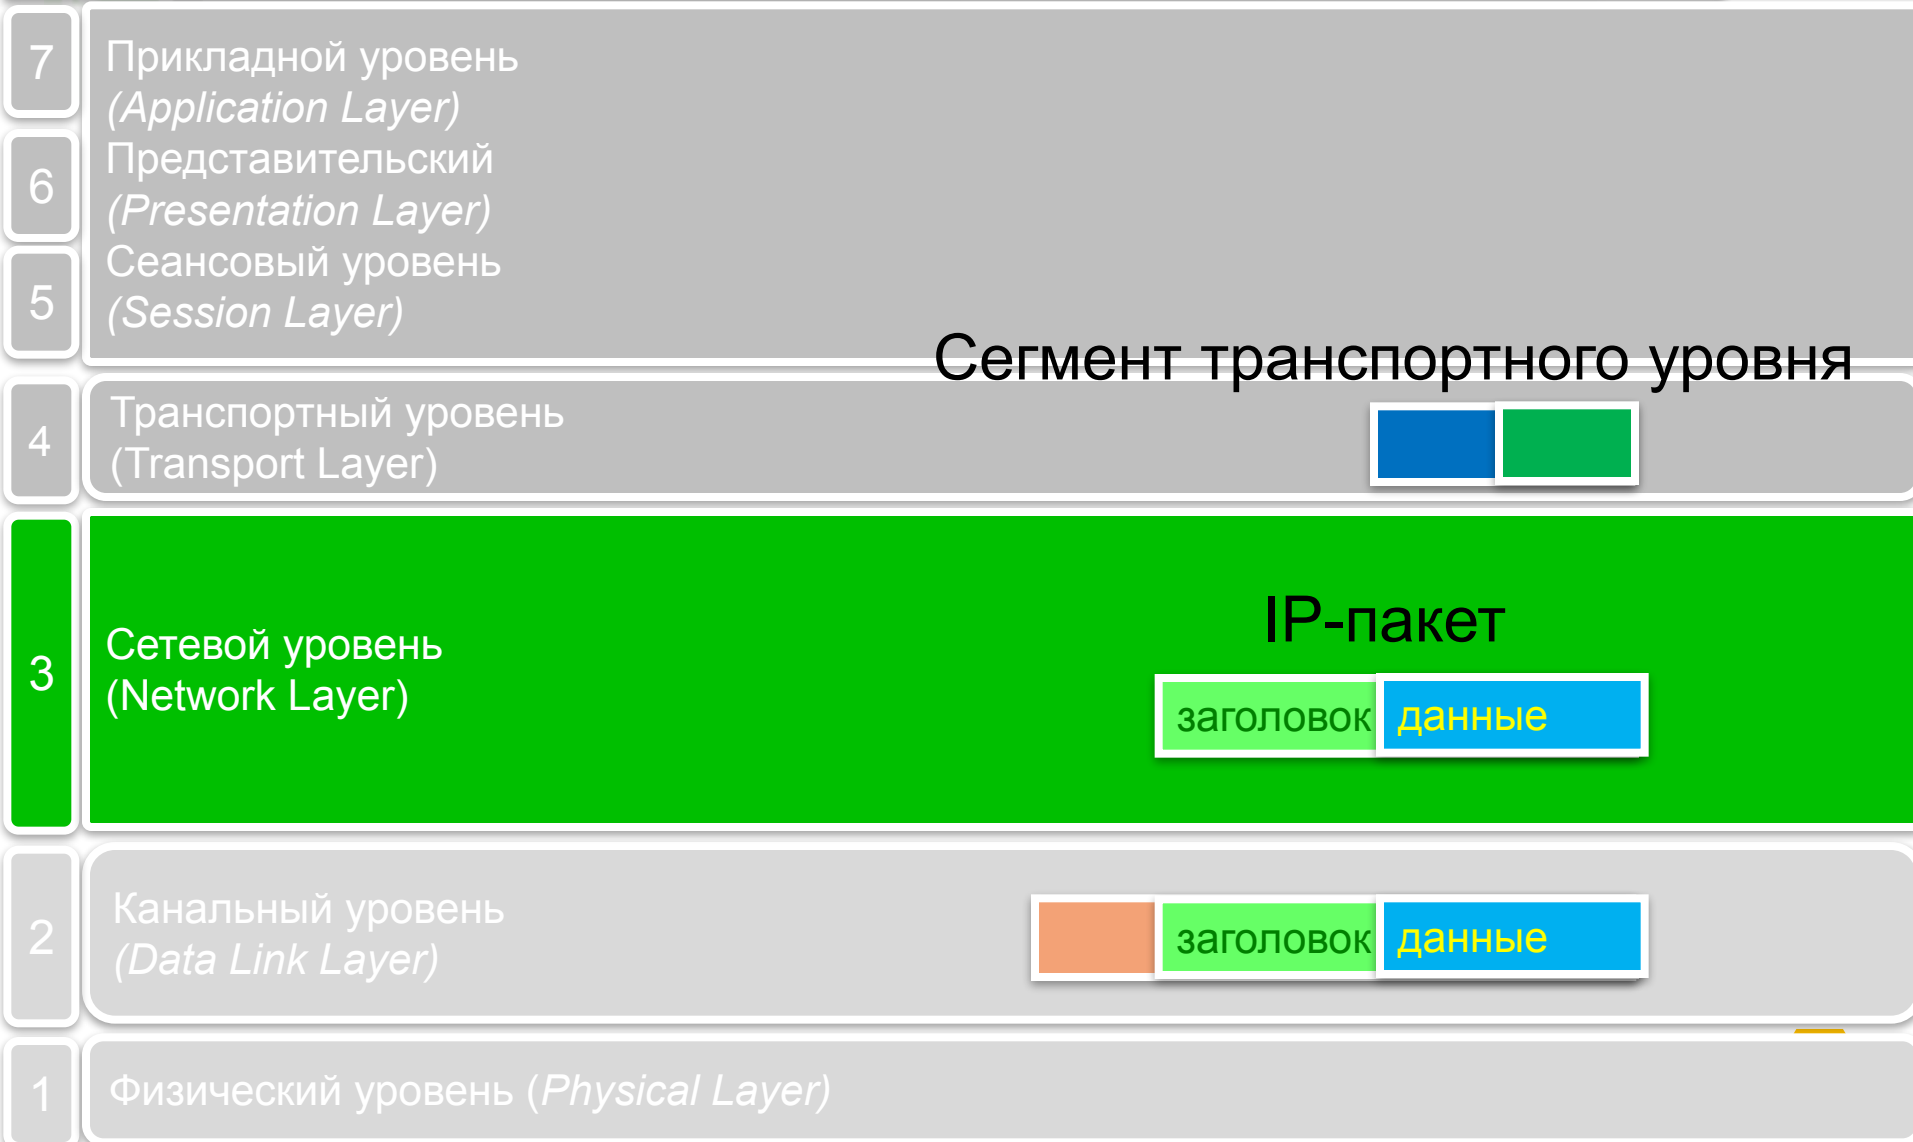 7
Прикладной уровень
(Application Layer)
6
Представительский
(Presentation Layer)
5
Сеансовый уровень
(Session Layer)
Сегмент транспортного уровня
4
Транспортный уровень
(Transport Layer)
3
Сетевой уровень
(Network Layer)
IP-пакет
заголовок данные
2
Канальный уровень
(Data Link Layer)
заголовок данные
1
Физический уровень (Physical Layer)